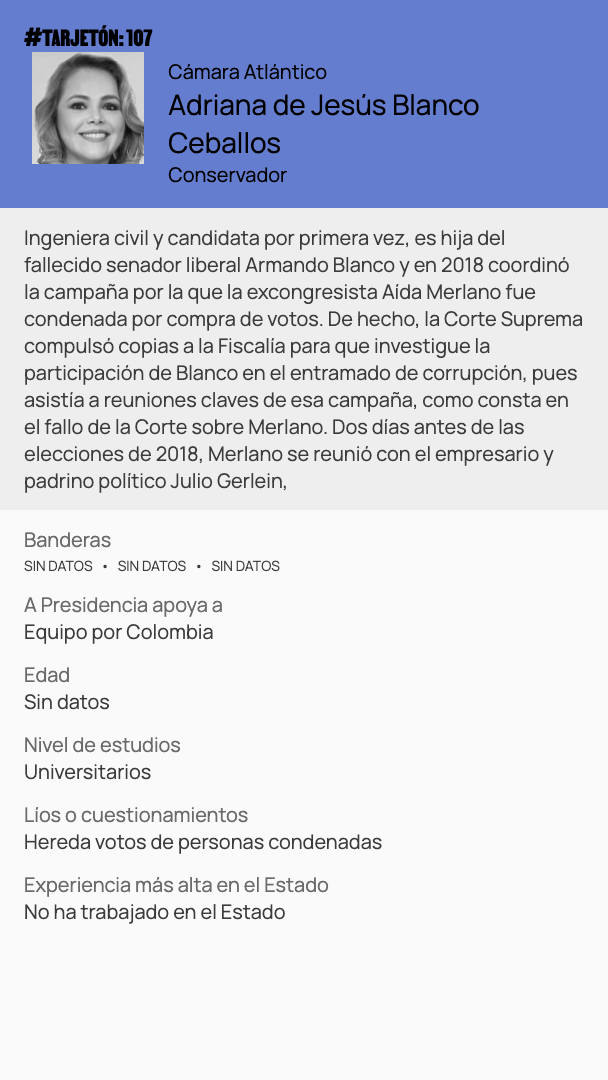 #TARJETÓN: 107
Cámara Atlántico
Adriana de Jesús Blanco
Ceballos
Conservador
Ingeniera civil y candidata por primera vez, es hija del
fallecido senador liberal Armando Blanco y en 2018 coordinó
la campaña por la que la excongresista Aída Merlano fue
condenada por compra de votos. De hecho, la Corte Suprema
compulsó copias a la Fiscalía para que investigue la
participación de Blanco en el entramado de corrupción, pues
asistía a reuniones claves de esa campaña, como consta en
el fallo de la Corte sobre Merlano. Dos días antes de las
elecciones de 2018, Merlano se reunió con el empresario y
padrino político Julio Gerlein,
Banderas
SIN DATOS • SIN DATOS • SIN DATOS
A Presidencia apoya a
Equipo por Colombia
Edad
Sin datos
Nivel de estudios
Universitarios
Líos o cuestionamientos
Hereda votos de personas condenadas
Experiencia más alta en el Estado
No ha trabajado en el Estado